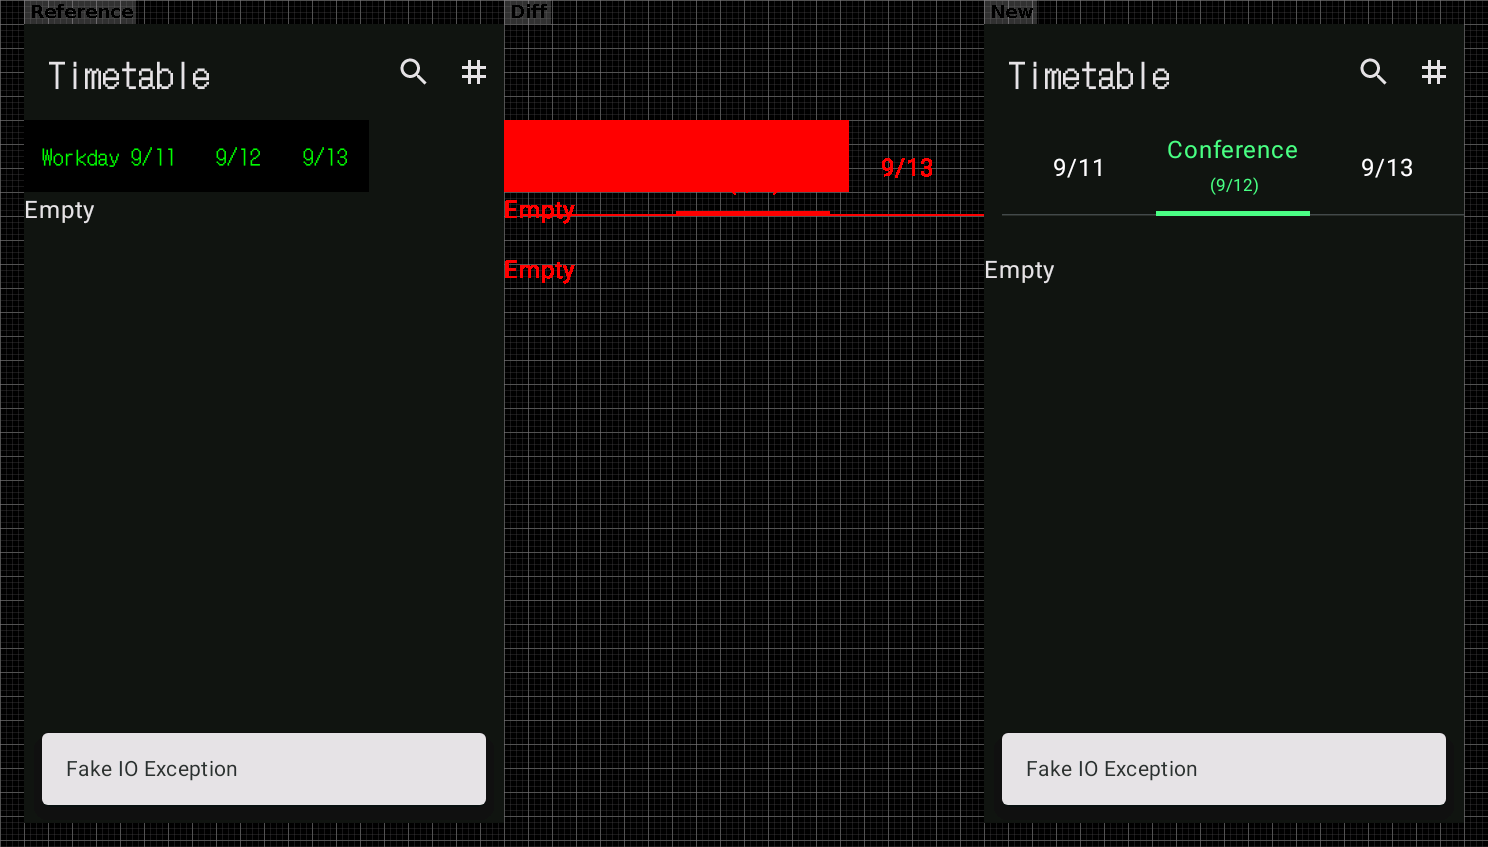 Reference
Diff
New
Timetable
Workday 9/11 9/12 9/13
Empty
Fake IO Exception
9/13
Empty
Empty
Timetable
9/11
Conference
(9/12)
9/13
Empty
Fake IO Exception